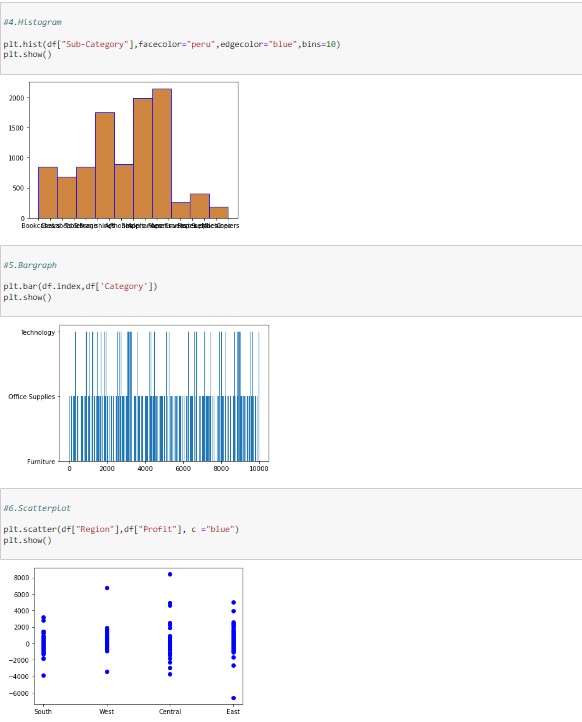 #4.Histogram
plt.hist(df["Sub-Category"],facecolor="peru",edgecolor="blue",bins=10)
plt.show()
2000
1500
1000
500
0
#5.Bargraph
plt.bar(df.index,df['Category'])
plt.show()
Technology
Office Supplies
Furniture
0 2000 4000 6000 8000 10000
#6.Scatterplot
plt.scatter(df["Region"],df["Profit"], c ="blue")
plt.show()
8000
6000
4000
2000
0
−2000
−4000
−6000
South West Central East